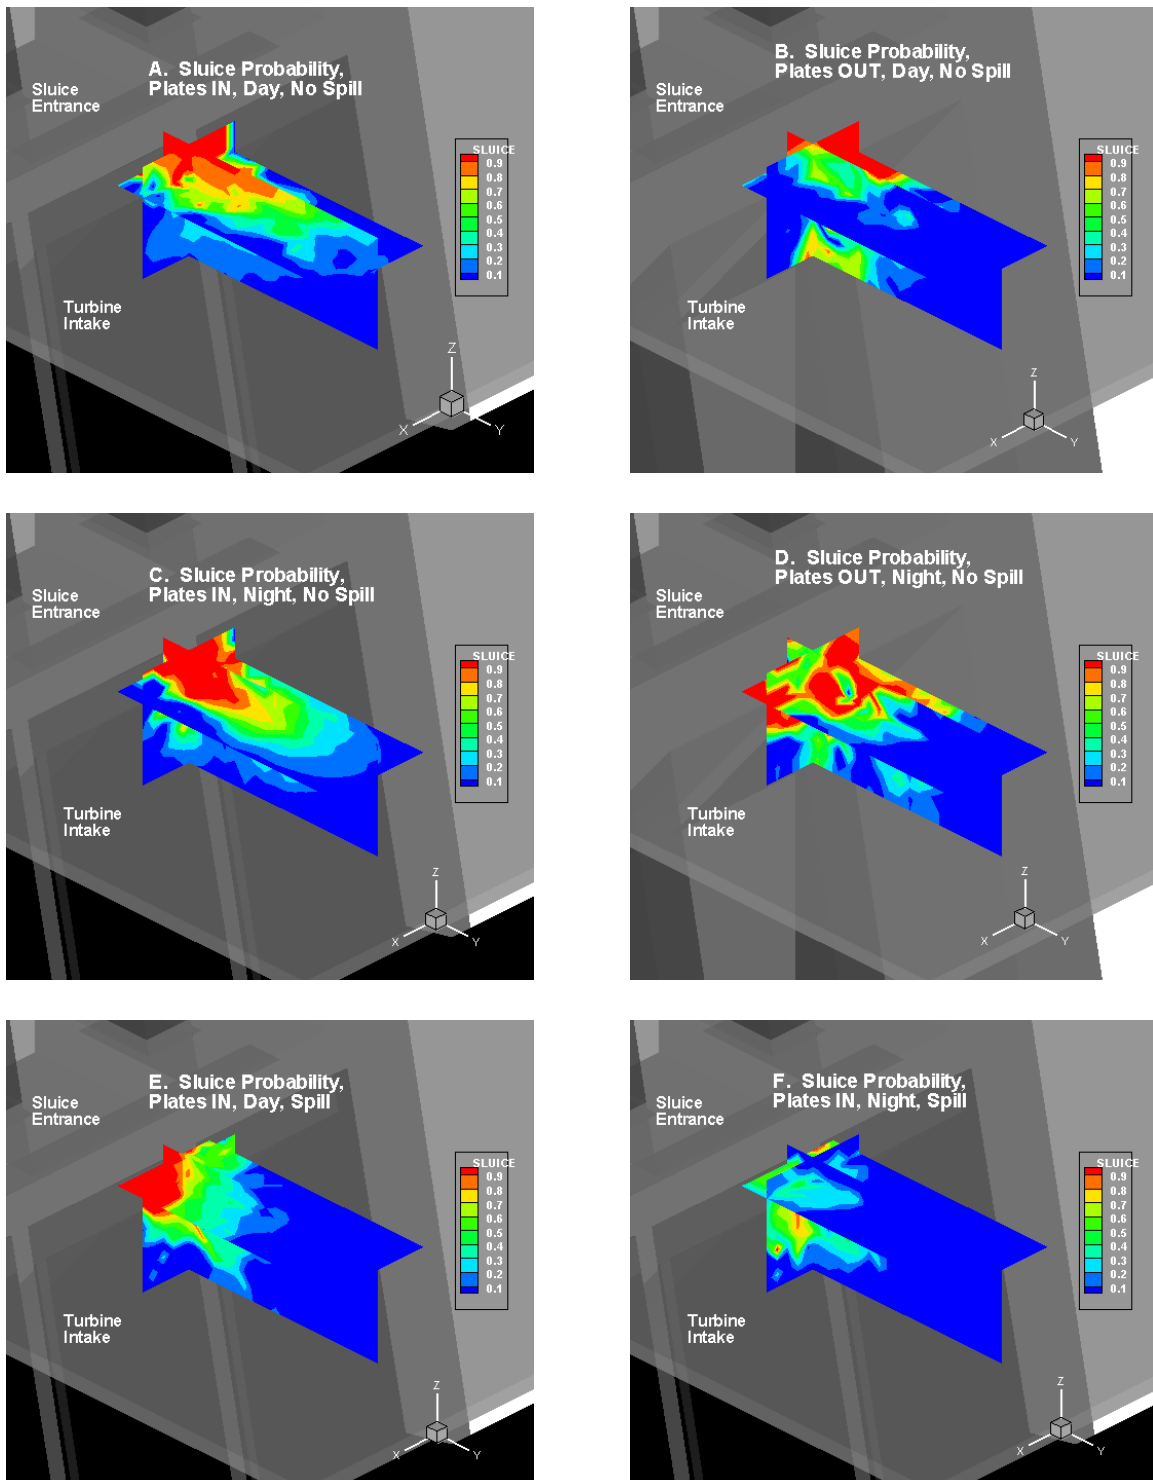 A. Sluice Probability,
Plates IN, Day, No Spill
Sluice
Entrance
SLUICE
0.9
0.8
0.7
0.6
0.5
0.4
0.3
0.2
0.1
Turbine
Intake
Z
X
Y
B. Sluice Probability,
Plates OUT, Day, No Spill
Sluice
Entrance
SLUICE
0.9
0.8
0.7
0.6
0.5
0.4
0.3
0.2
0.1
Turbine
Intake
Z
X
Y
C. Sluice Probability,
Plates IN, Night, No Spill
Sluice
Entrance
SLUICE
0.9
0.8
0.7
0.6
0.5
0.4
0.3
0.2
0.1
Turbine
Intake
Z
X
Y
D. Sluice Probability,
Plates OUT, Night, No Spill
Sluice
Entrance
SLUICE
0.9
0.8
0.7
0.6
0.5
0.4
0.3
0.2
0.1
Turbine
Intake
Z
X
Y
E. Sluice Probability,
Plates IN, Day, Spill
Sluice
Entrance
SLUICE
0.9
0.8
0.7
0.6
0.5
0.4
0.3
0.2
0.1
Turbine
Intake
Z
X
Y
F. Sluice Probability,
Plates IN, Night, Spill
Sluice
Entrance
SLUICE
0.9
0.8
0.7
0.6
0.5
0.4
0.3
0.2
0.1
Turbine
Intake
Z
X
Y